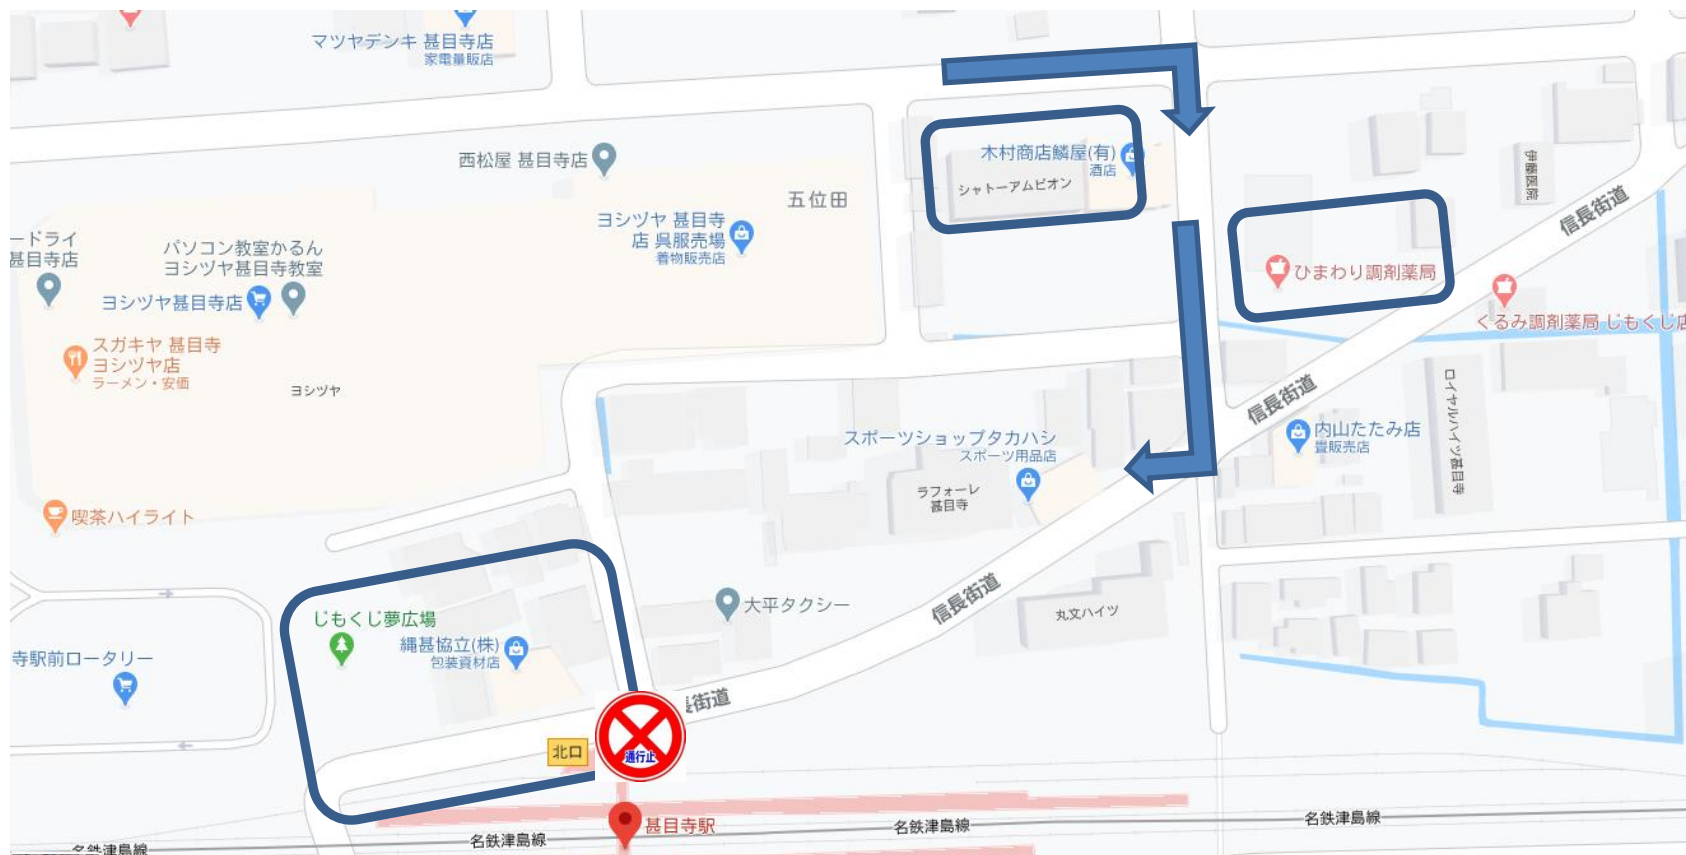 マツヤデンキ 甚目寺店
家電量販店
西松屋 甚目寺店
五位田
木村商店鱗屋(有)
酒店
シャトーアムビオン
伊藤医院
信長街道
ードライ
甚目寺店
パソコン教室かるん
ヨシヅヤ甚目寺教室
ヨシヅヤ 甚目寺
店 呉服売場
着物販売店
ヨシヅヤ甚目寺店
ひまわり調剤薬局
くるみ調剤薬局 じもくじ店
スガキヤ 甚目寺
ヨシヅヤ店
ラーメン・安価
ヨシヅヤ
信長街道
ロイヤルハイツ甚目寺
内山たたみ店
畳販売店
スポーツショップタカハシ
スポーツ用品店
ラフォーレ
甚目寺
喫茶ハイライト
信長街道
大平タクシー
丸文ハイツ
じもくじ夢広場
縄甚協立(株)
包装資材店
寺駅前ロータリー
長街道
北口
通行止
甚目寺駅
名鉄津島線
名鉄津島線
名鉄津島線
名鉄津島線